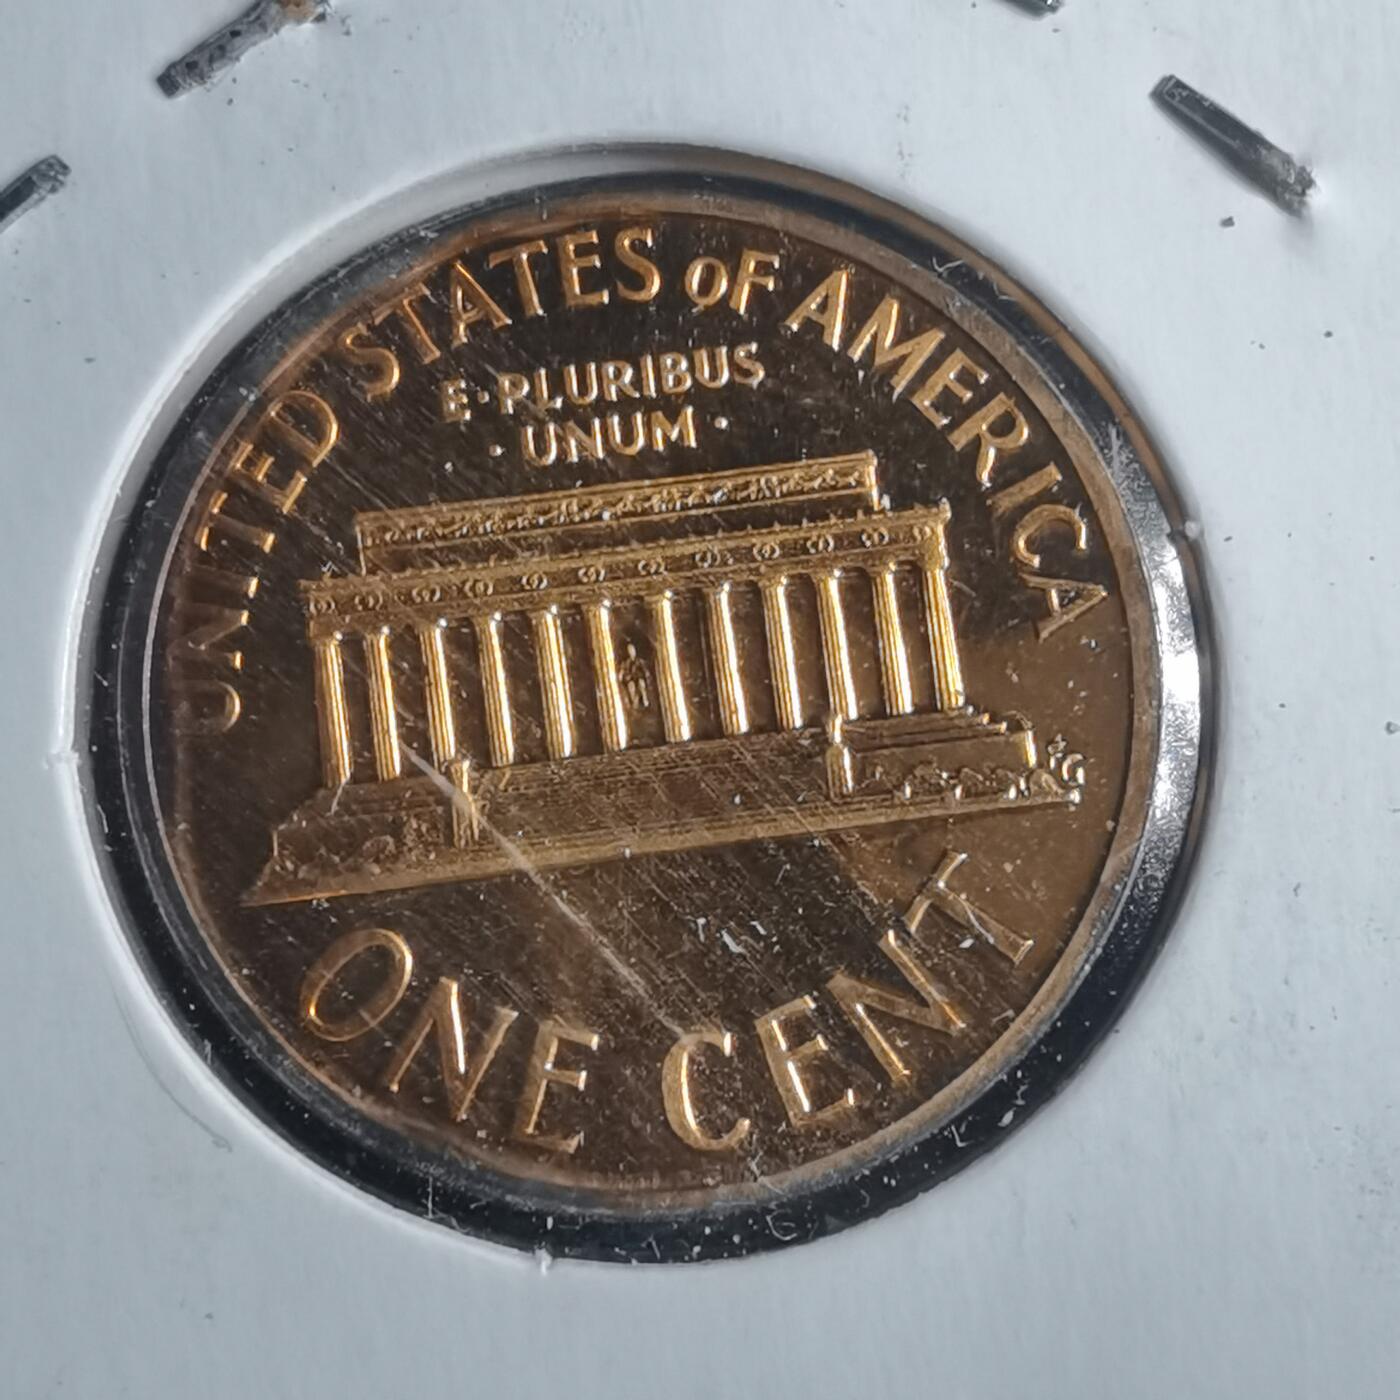 UNITED STATES OF AMERICA
E·PLURIBUS
·UNUM·
FG
ONE CENT